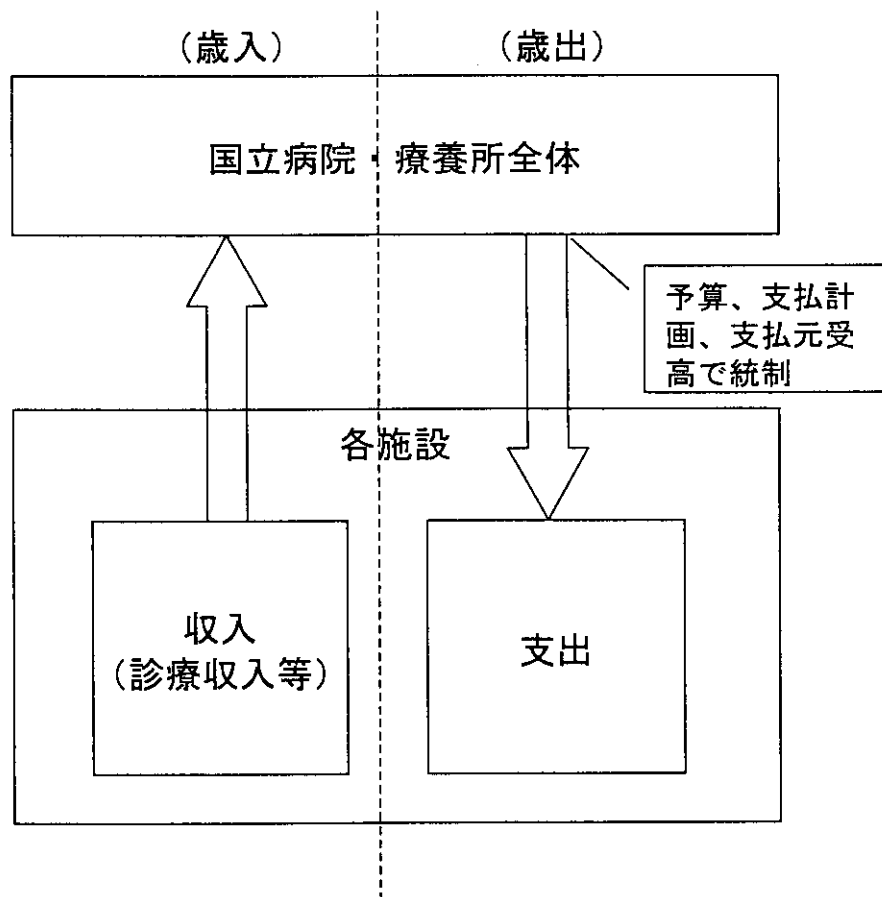 （歳入）
（歳出）
国立病院・療養所全体
予算、支払計
画、支払元受
高で統制
各施設
収入
（診療収入等）
支出